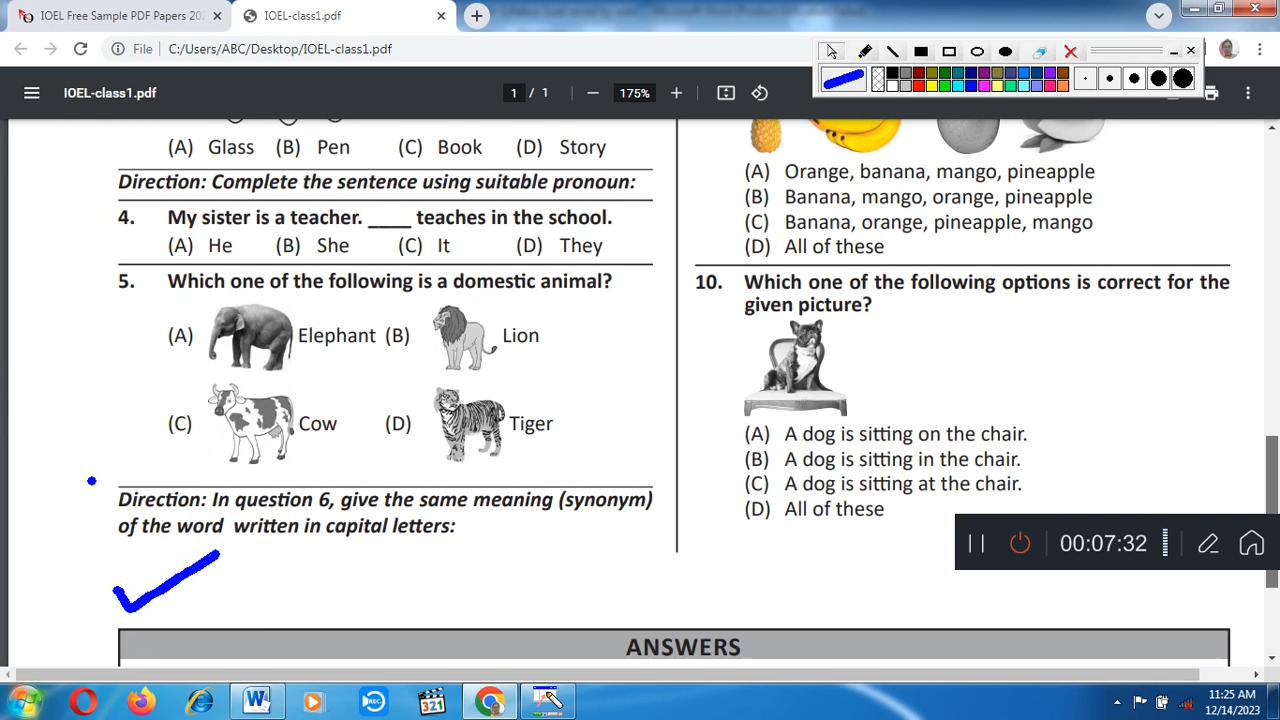 IOEL Free Sample PDF Papers 202
IOEL-class1.pdf
File C:/Users/ABC/Desktop/IOEL-class1.pdf
IOEL-class1.pdf
1 / 1
175%
(A) Glass (B) Pen (C) Book (D) Story
Direction: Complete the sentence using suitable pronoun:
4. My sister is a teacher. ____ teaches in the school.
(A) He (B) She (C) It (D) They
5. Which one of the following is a domestic animal?
(A) Elephant (B) Lion
(C) Cow (D) Tiger
Direction: In question 6, give the same meaning (synonym)
of the word written in capital letters:
(A) Orange, banana, mango, pineapple
(B) Banana, mango, orange, pineapple
(C) Banana, orange, pineapple, mango
(D) All of these
10. Which one of the following options is correct for the
given picture?
(A) A dog is sitting on the chair.
(B) A dog is sitting in the chair.
(C) A dog is sitting at the chair.
(D) All of these
00:07:32
ANSWERS
W
REC
321
11:25 AM
12/14/2023